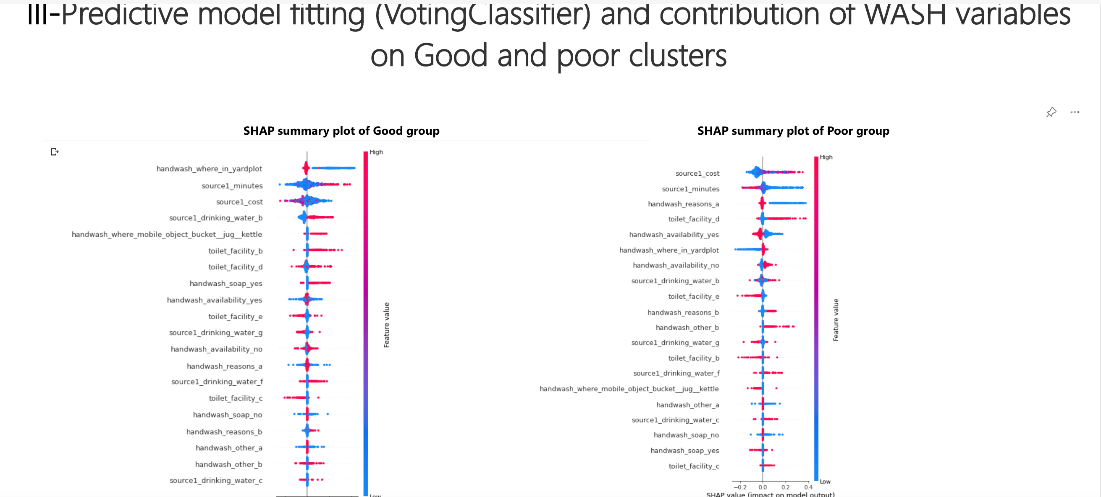 III-Predictive model fitting (VotingClassifier) and contribution of WASH variables
on Good and poor clusters
SHAP summary plot of Good group
High
handwash_where_in_yardplot
source1_minutes
source1_cost
source1_drinking_water_b
handwash_where_mobile_object_bucket__jug__kettle
toilet_facility_b
toilet_facility_d
handwash_soap_yes
handwash_availability_yes
toilet_facility_e
source1_drinking_water_g
handwash_availability_no
handwash_reasons_a
source1_drinking_water_f
toilet_facility_c
handwash_soap_no
handwash_reasons_b
handwash_other_a
handwash_other_b
source1_drinking_water_c
Feature value
Low
SHAP summary plot of Poor group
High
source1_cost
source1_minutes
handwash_reasons_a
toilet_facility_d
handwash_availability_yes
handwash_where_in_yardplot
handwash_availability_no
source1_drinking_water_b
toilet_facility_e
handwash_reasons_b
handwash_other_b
source1_drinking_water_g
toilet_facility_b
source1_drinking_water_f
handwash_where_mobile_object_bucket__jug__kettle
handwash_other_a
source1_drinking_water_c
handwash_soap_no
handwash_soap_yes
toilet_facility_c
Feature value
Low
−0.2 0.0 0.2 0.4
SHAP value (impact on model output)